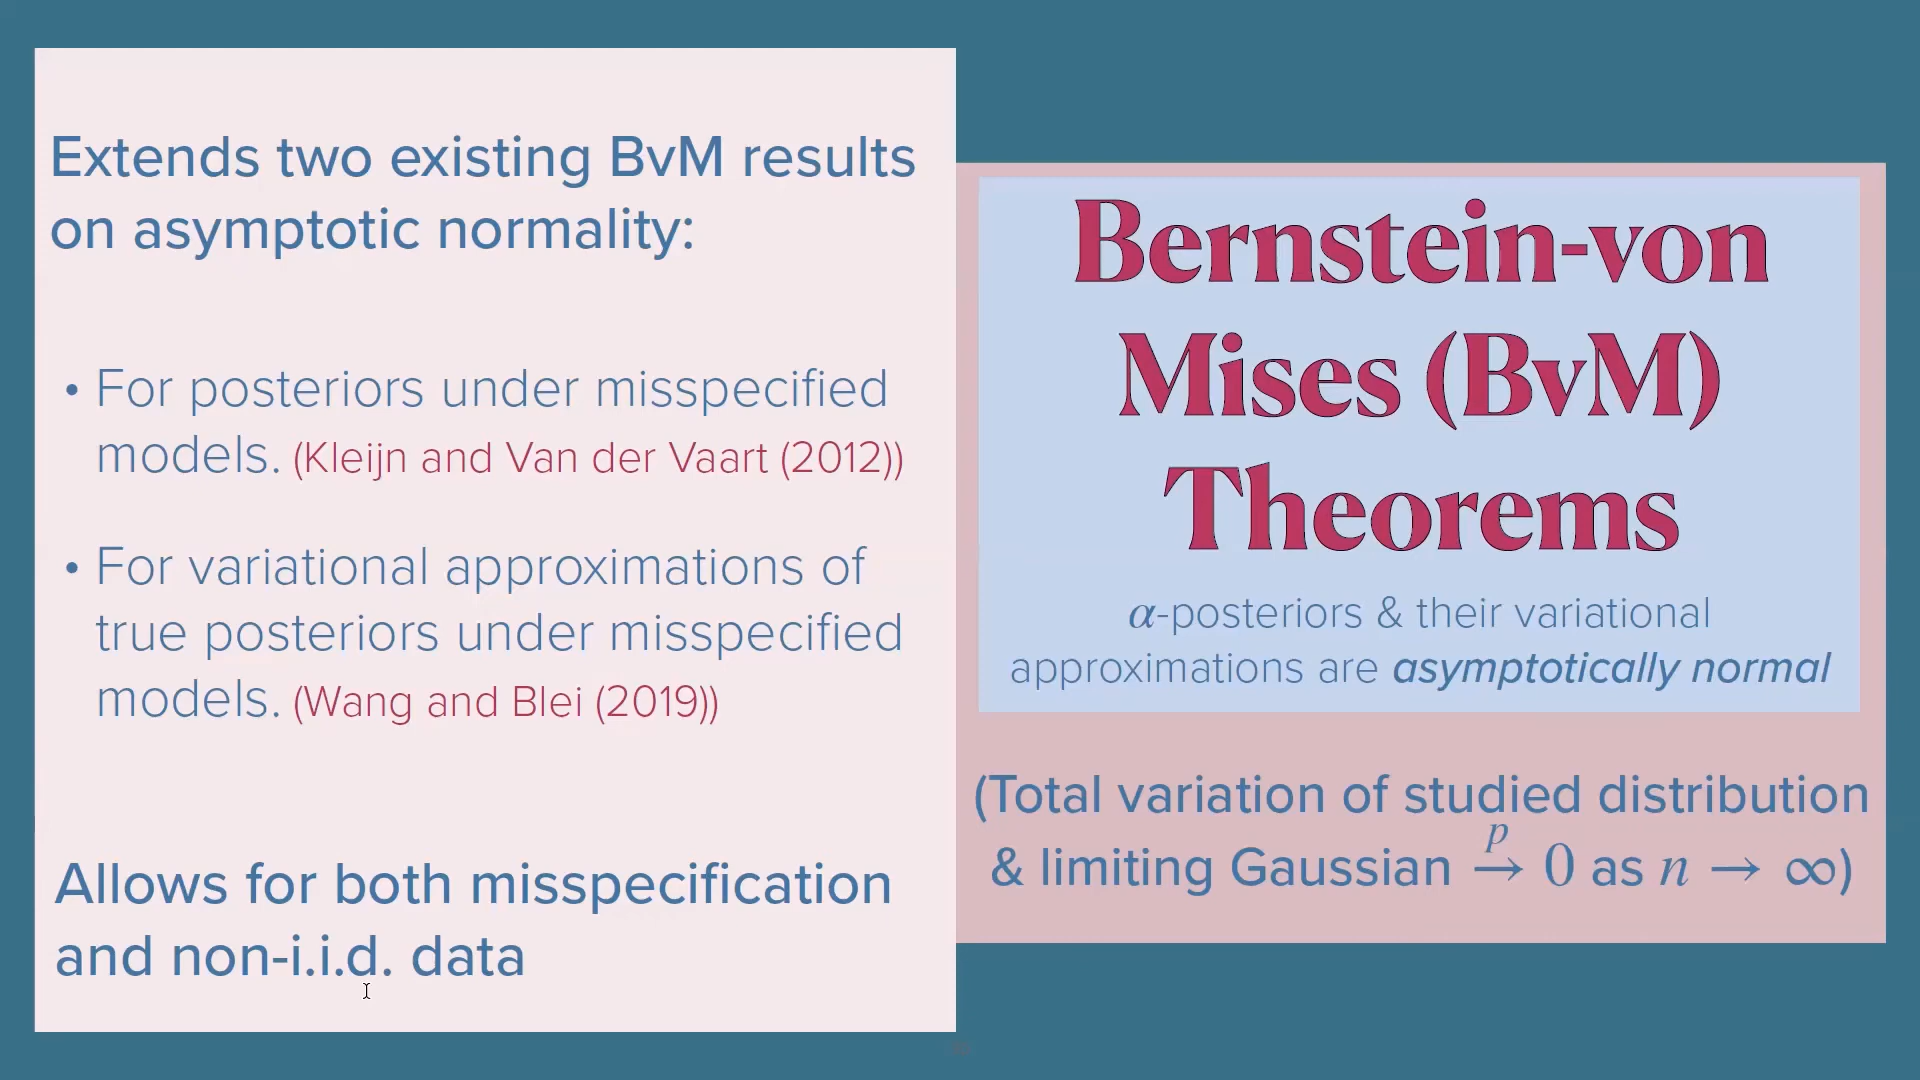 Extends two existing BvM results
on asymptotic normality:
• For posteriors under misspecified
models. (Kleijn and Van der Vaart (2012))
• For variational approximations of
true posteriors under misspecified
models. (Wang and Blei (2019))
Allows for both misspecification
and non-i.i.d. data
Bernstein-von
Mises (BvM)
Theorems
α-posteriors & their variational
approximations are asymptotically normal
(Total variation of studied distribution
& limiting Gaussian →^p 0 as n → ∞)